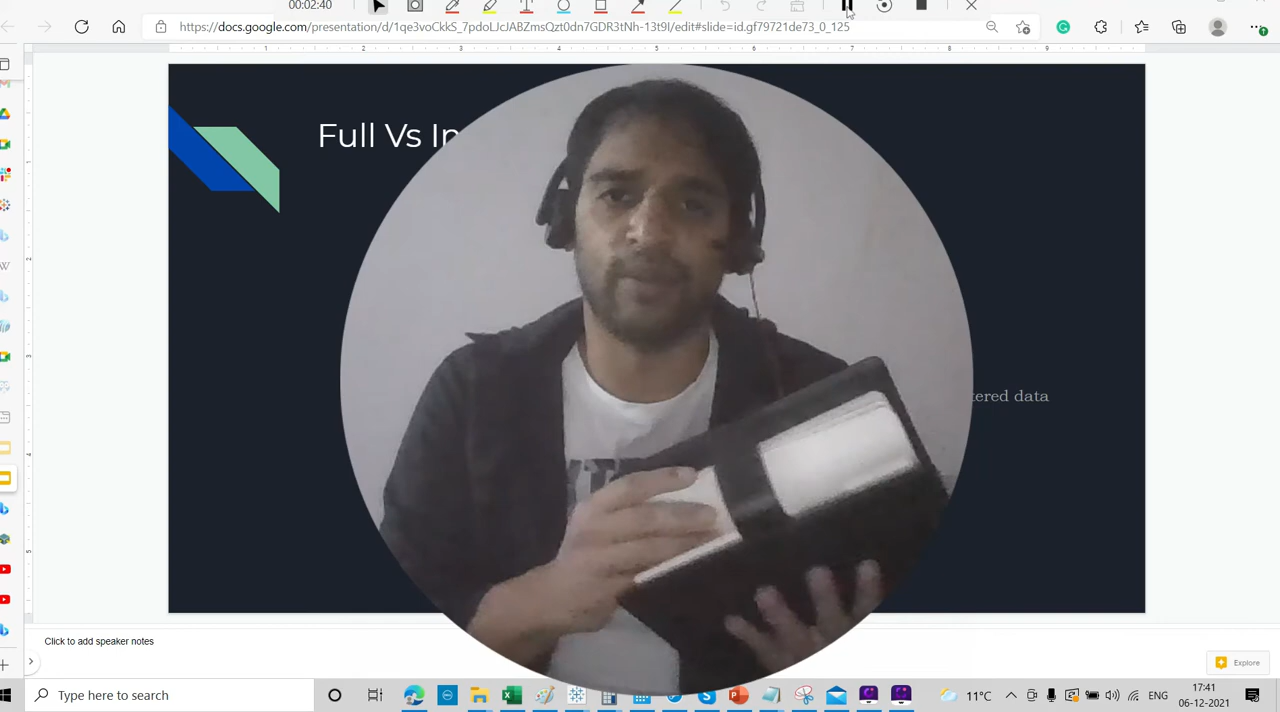 00:02:40
https://docs.google.com/presentation/d/1qe3voCkkS_7pdoLJcJABZmsQzt0dn7GDR3tNh-13t9I/edit#slide=id.gf79721de73_0_125
Full Vs In
tered data
Click to add speaker notes
Explore
Type here to search
11°C
ENG
17:41
06-12-2021